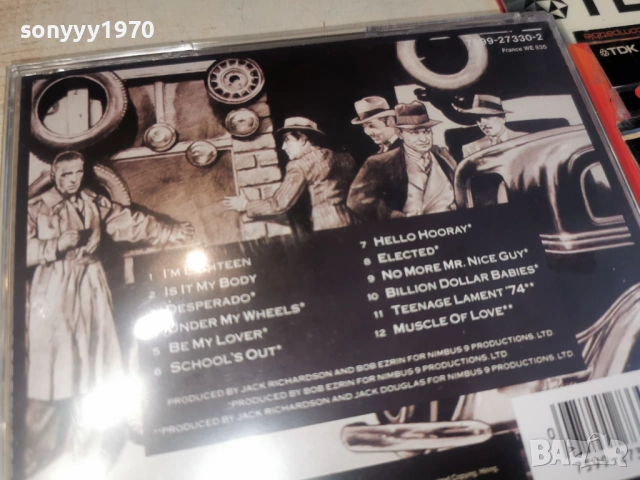 sonyyy1970
99-27330-2
France WE 835
TDK
1 I'M EIGHTEEN
2 IS IT MY BODY
DESPERADO*
UNDER MY WHEELS*
5 BE MY LOVER*
6 SCHOOL'S OUT*
7 HELLO HOORAY*
8 ELECTED*
9 NO MORE MR. NICE GUY*
10 BILLION DOLLAR BABIES*
11 TEENAGE LAMENT '74**
12 MUSCLE OF LOVE**
PRODUCED BY JACK RICHARDSON AND BOB EZRIN FOR NIMBUS 9 PRODUCTIONS. LTD
*PRODUCED BY BOB EZRIN FOR NIMBUS 9 PRODUCTIONS. LTD.
**PRODUCED BY JACK RICHARDSON AND JACK DOUGLAS FOR NIMBUS 9 PRODUCTIONS. LTD
BAZAR.BG